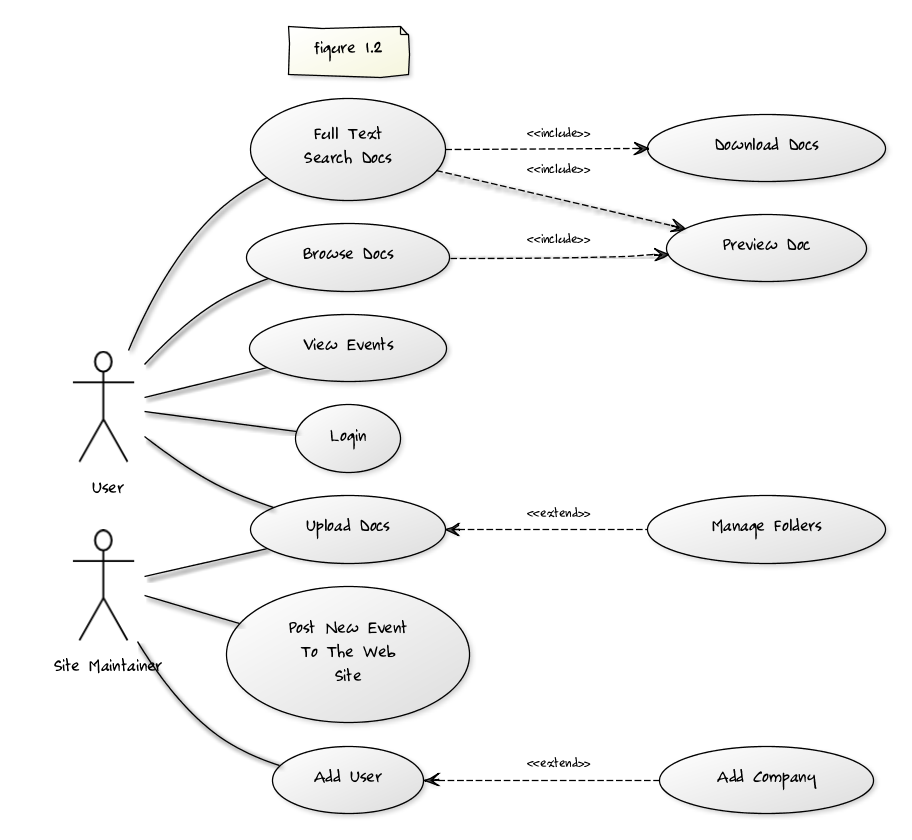 figure 1.2
Full Text
Search Docs
<<include>>
Download Docs
<<include>>
Browse Docs
<<include>>
Preview Doc
View Events
Login
User
Upload Docs
<<extend>>
Manage Folders
Site Maintainer
Post New Event
To The Web
Site
Add User
<<extend>>
Add Company